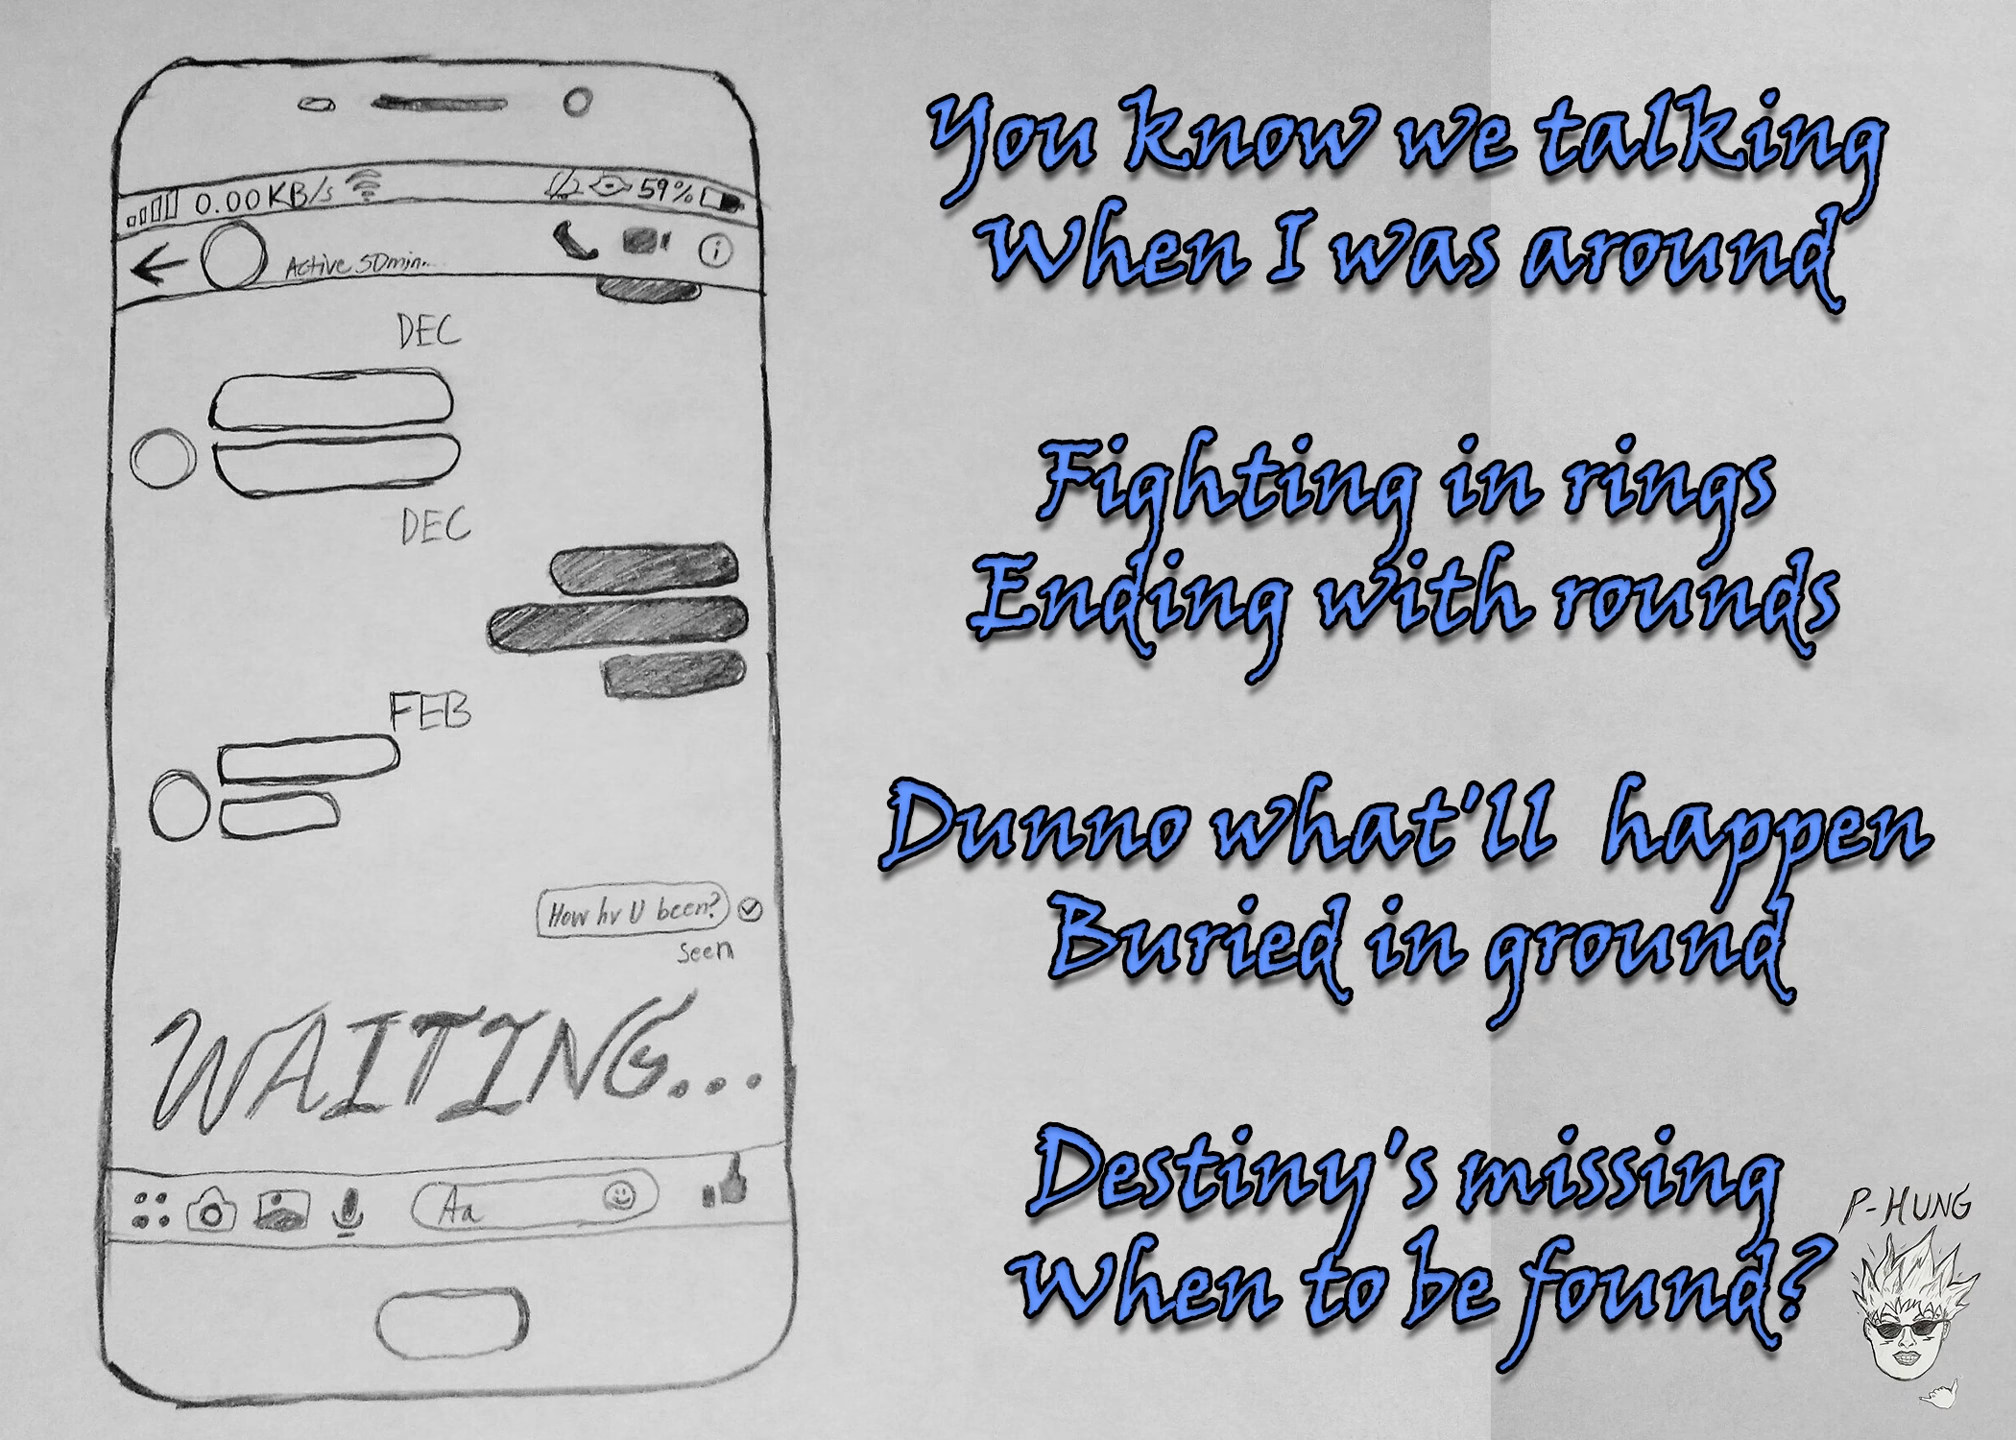 0.00KB/s
59%
Active 50min..
DEC
DEC
FEB
How hv U been?
seen
WAITING...
Aa
You know we talking
When I was around
Fighting in rings
Ending with rounds
Dunno what'll happen
Buried in ground
Destiny's missing
When to be found?
P-HUNG